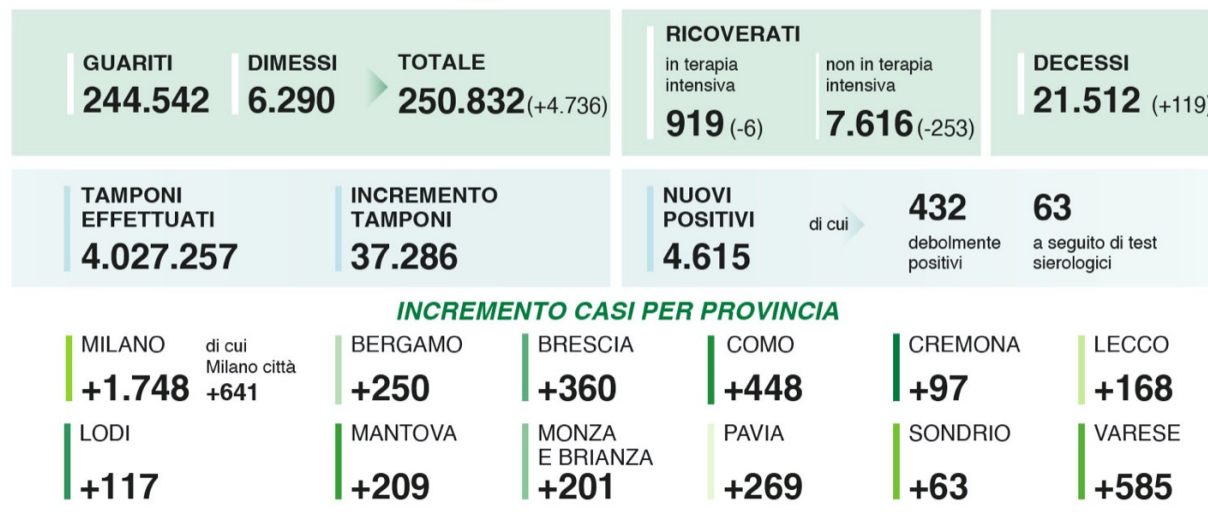 GUARITI
244.542
DIMESSI
6.290
TOTALE
250.832 (+4.736)
RICOVERATI
in terapia
intensiva
919 (-6)
non in terapia
intensiva
7.616 (-253)
DECESSI
21.512 (+119)
TAMPONI
EFFETTUATI
4.027.257
INCREMENTO
TAMPONI
37.286
NUOVI
POSITIVI
4.615
di cui
432
debolmente
positivi
63
a seguito di test
sierologici
INCREMENTO CASI PER PROVINCIA
MILANO
+1.748
di cui
Milano città
+641
BERGAMO
+250
BRESCIA
+360
COMO
+448
CREMONA
+97
LECCO
+168
LODI
+117
MANTOVA
+209
MONZA
E BRIANZA
+201
PAVIA
+269
SONDRIO
+63
VARESE
+585